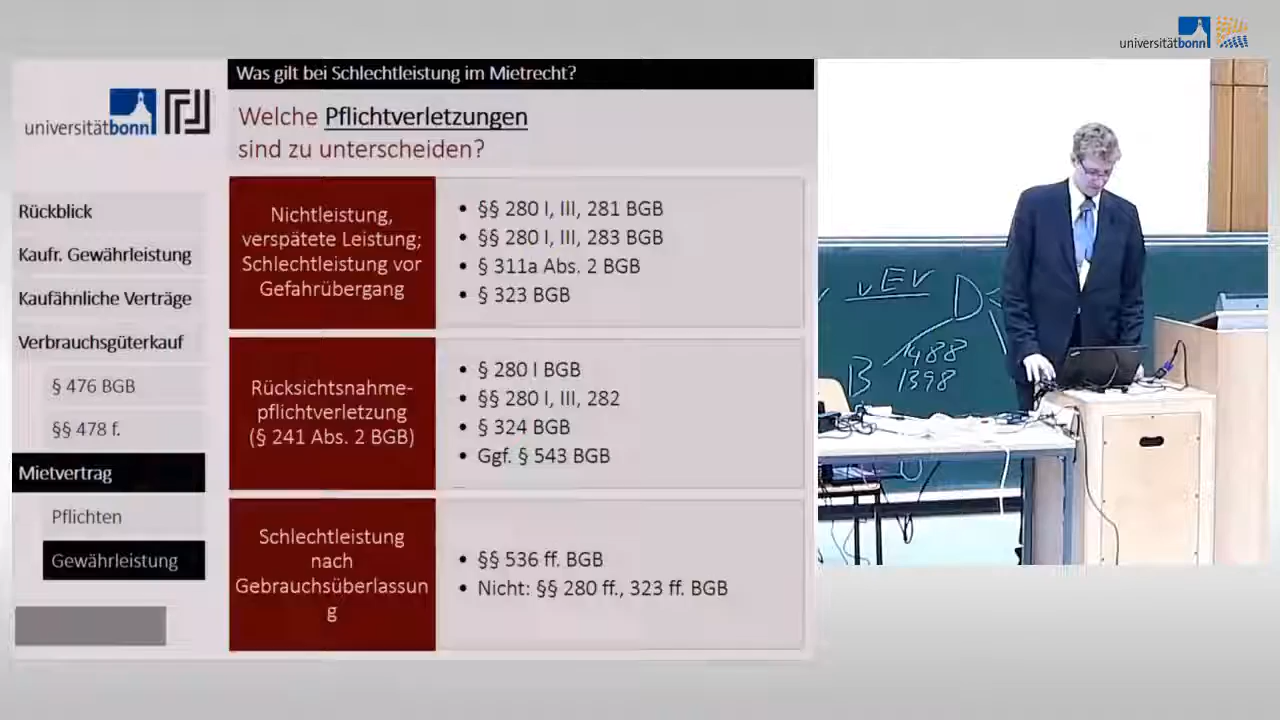 universitätbonn
Was gilt bei Schlechtleistung im Mietrecht?
universitätbonn
Welche Pflichtverletzungen
sind zu unterscheiden?
Rückblick
Kaufr. Gewährleistung
Kaufähnliche Verträge
Verbrauchsgüterkauf
§ 476 BGB
§§ 478 f.
Mietvertrag
Pflichten
Gewährleistung
Nichtleistung,
verspätete Leistung;
Schlechtleistung vor
Gefahrübergang
• §§ 280 I, III, 281 BGB
• §§ 280 I, III, 283 BGB
• § 311a Abs. 2 BGB
• § 323 BGB
Rücksichtsnahme-
pflichtverletzung
(§ 241 Abs. 2 BGB)
• § 280 I BGB
• §§ 280 I, III, 282
• § 324 BGB
• Ggf. § 543 BGB
Schlechtleistung
nach
Gebrauchsüberlassun
g
• §§ 536 ff. BGB
• Nicht: §§ 280 ff., 323 ff. BGB
vEV
D
B
1488
1398